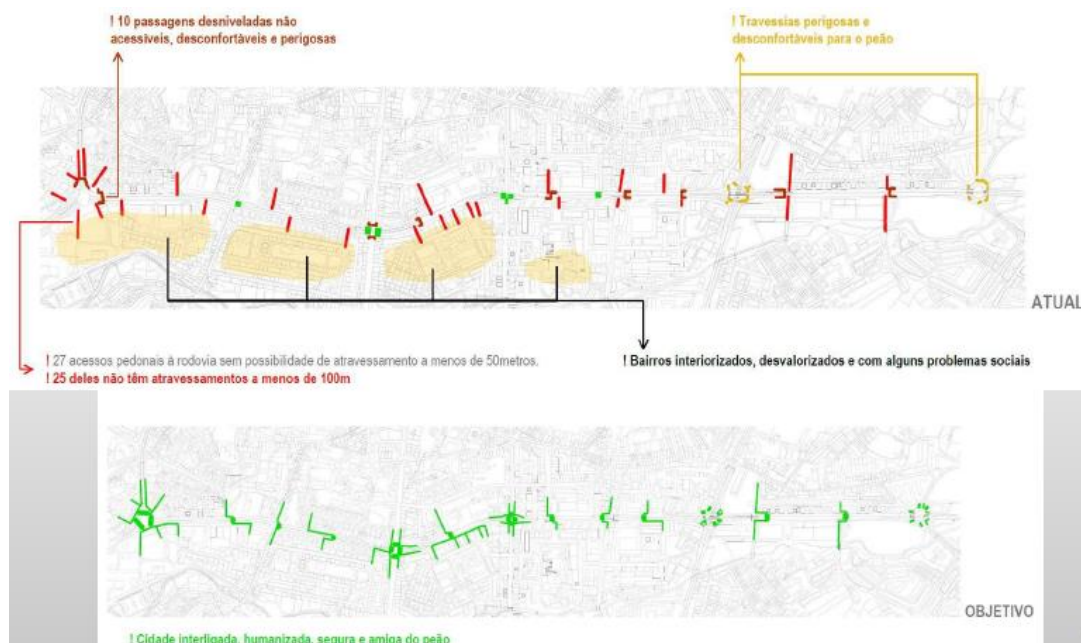 ! 10 passagens desniveladas não
acessíveis, desconfortáveis e perigosas
! Travessias perigosas e
desconfortáveis para o peão
ATUAL
! 27 acessos pedonais à rodovia sem possibilidade de atravessamento a menos de 50metros.
! 25 deles não têm atravessamentos a menos de 100m
! Bairros interiorizados, desvalorizados e com alguns problemas sociais
OBJETIVO
! Cidade interligada, humanizada, segura e amiga do peão